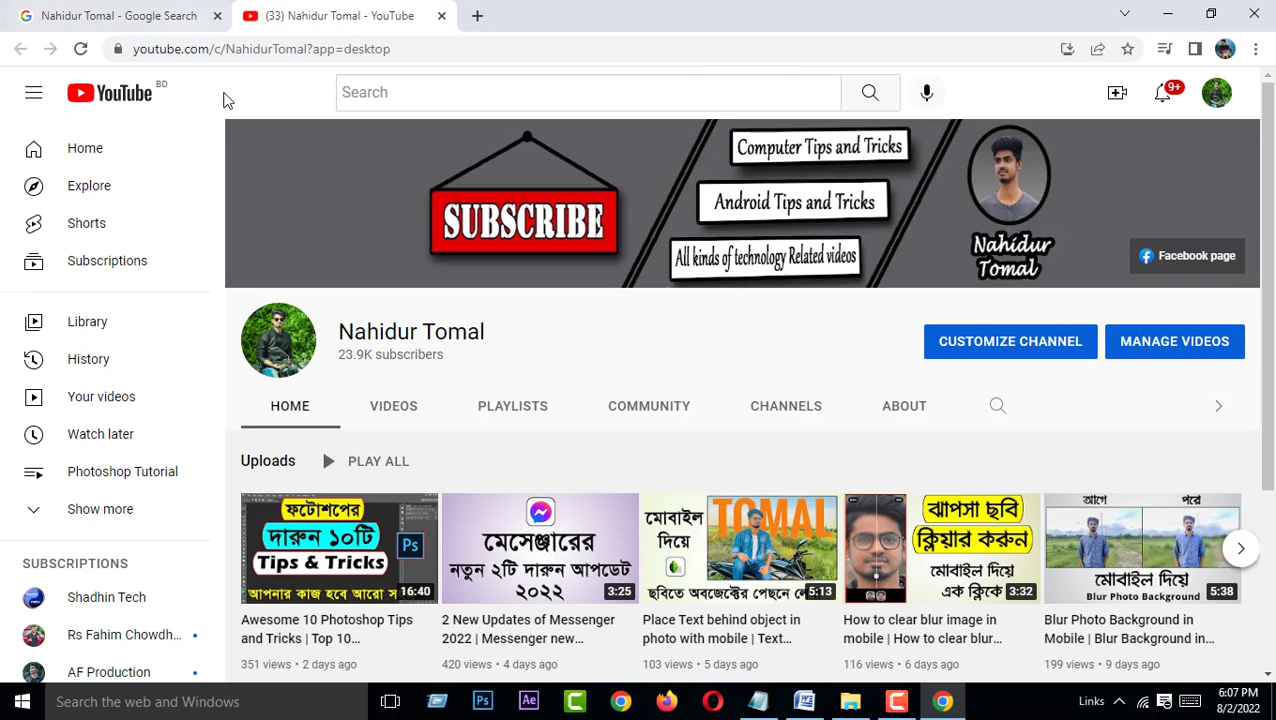 Nahidur Tomal - Google Search
(33) Nahidur Tomal - YouTube
youtube.com/c/NahidurTomal?app=desktop
YouTube BD
Search
9+
Home
Explore
Shorts
Subscriptions
Library
History
Your videos
Watch later
Photoshop Tutorial
Show more
SUBSCRIPTIONS
Shadhin Tech
Rs Fahim Chowdh...
AF Production
SUBSCRIBE
Computer Tips and Tricks
Android Tips and Tricks
All kinds of technology Related videos
Nahidur
Tomal
Facebook page
Nahidur Tomal
23.9K subscribers
CUSTOMIZE CHANNEL
MANAGE VIDEOS
HOME VIDEOS PLAYLISTS COMMUNITY CHANNELS ABOUT
Uploads PLAY ALL
ফটোশপের
দারুন ১০টি
Tips & Tricks
Ps
আপনার কাজ হবে আরো
16:40
Awesome 10 Photoshop Tips
and Tricks | Top 10...
351 views • 2 days ago
মেসেঞ্জারের
নতুন ২টি দারুন আপডেট
২০২২
3:25
2 New Updates of Messenger
2022 | Messenger new...
420 views • 4 days ago
মোবাইল
দিয়ে
TOMAL
ছবিতে অবজেক্টের পেছনে
5:13
Place Text behind object in
photo with mobile | Text...
103 views • 5 days ago
ঝাপসা ছবি
ক্লিয়ার করুন
মোবাইল দিয়ে
এক ক্লিকে
3:32
How to clear blur image in
mobile | How to clear blur...
116 views • 6 days ago
আগে পরে
মোবাইল দিয়ে
Blur Photo Background
5:38
Blur Photo Background in
Mobile | Blur Background in...
199 views • 9 days ago
Search the web and Windows
Ps
Ae
Links
6:07 PM
8/2/2022